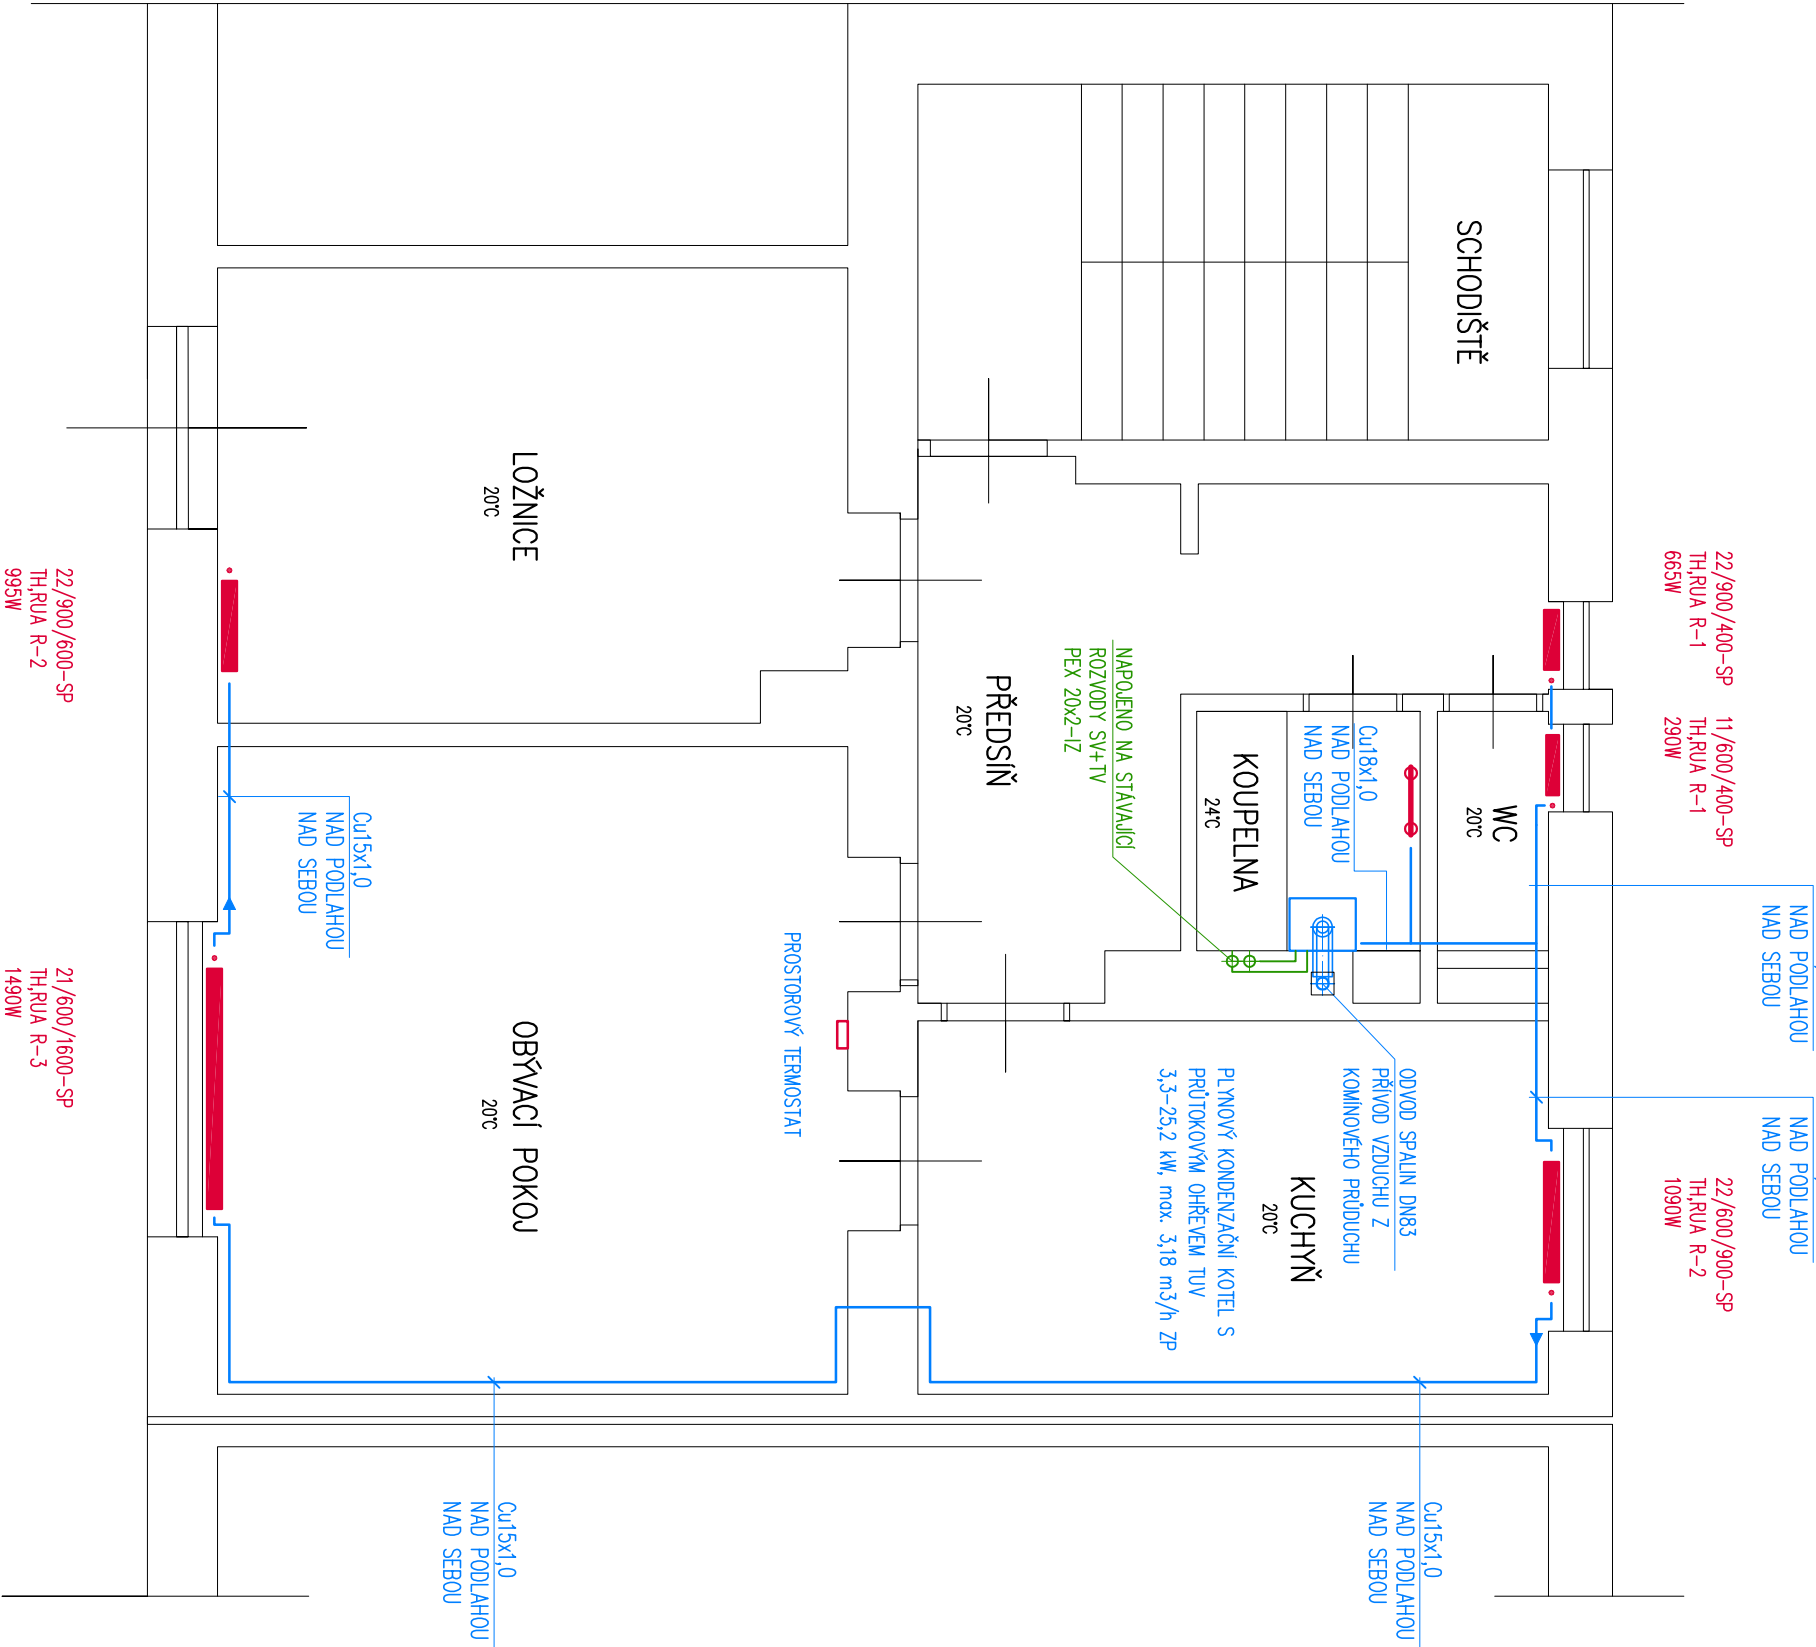 22/900/400-SP
TH,RUA R-1
665W
11/600/400-SP
TH,RUA R-1
290W
NAD PODLAHOU
NAD SEBOU
NAD PODLAHOU
NAD SEBOU
22/600/900-SP
TH,RUA R-2
1090W
SCHODIŠTĚ
WC
20°C
Cu18x1,0
NAD PODLAHOU
NAD SEBOU
KOUPELNA
24°C
NAPOJENO NA STÁVAJÍCÍ
ROZVODY SV+TV
PEX 20x2-IZ
PŘEDSÍŇ
20°C
ODVOD SPALIN DN83
PŘÍVOD VZDUCHU Z
KOMÍNOVÉHO PRŮDUCHU
KUCHYŇ
20°C
PLYNOVÝ KONDENZAČNÍ KOTEL S
PRŮTOKOVÝM OHŘEVEM TUV
3,3-25,2 kW, max. 3,18 m3/h ZP
Cu15x1,0
NAD PODLAHOU
NAD SEBOU
PROSTOROVÝ TERMOSTAT
LOŽNICE
20°C
OBÝVACÍ POKOJ
20°C
Cu15x1,0
NAD PODLAHOU
NAD SEBOU
Cu15x1,0
NAD PODLAHOU
NAD SEBOU
22/900/600-SP
TH,RUA R-2
995W
21/600/1600-SP
TH,RUA R-3
1490W